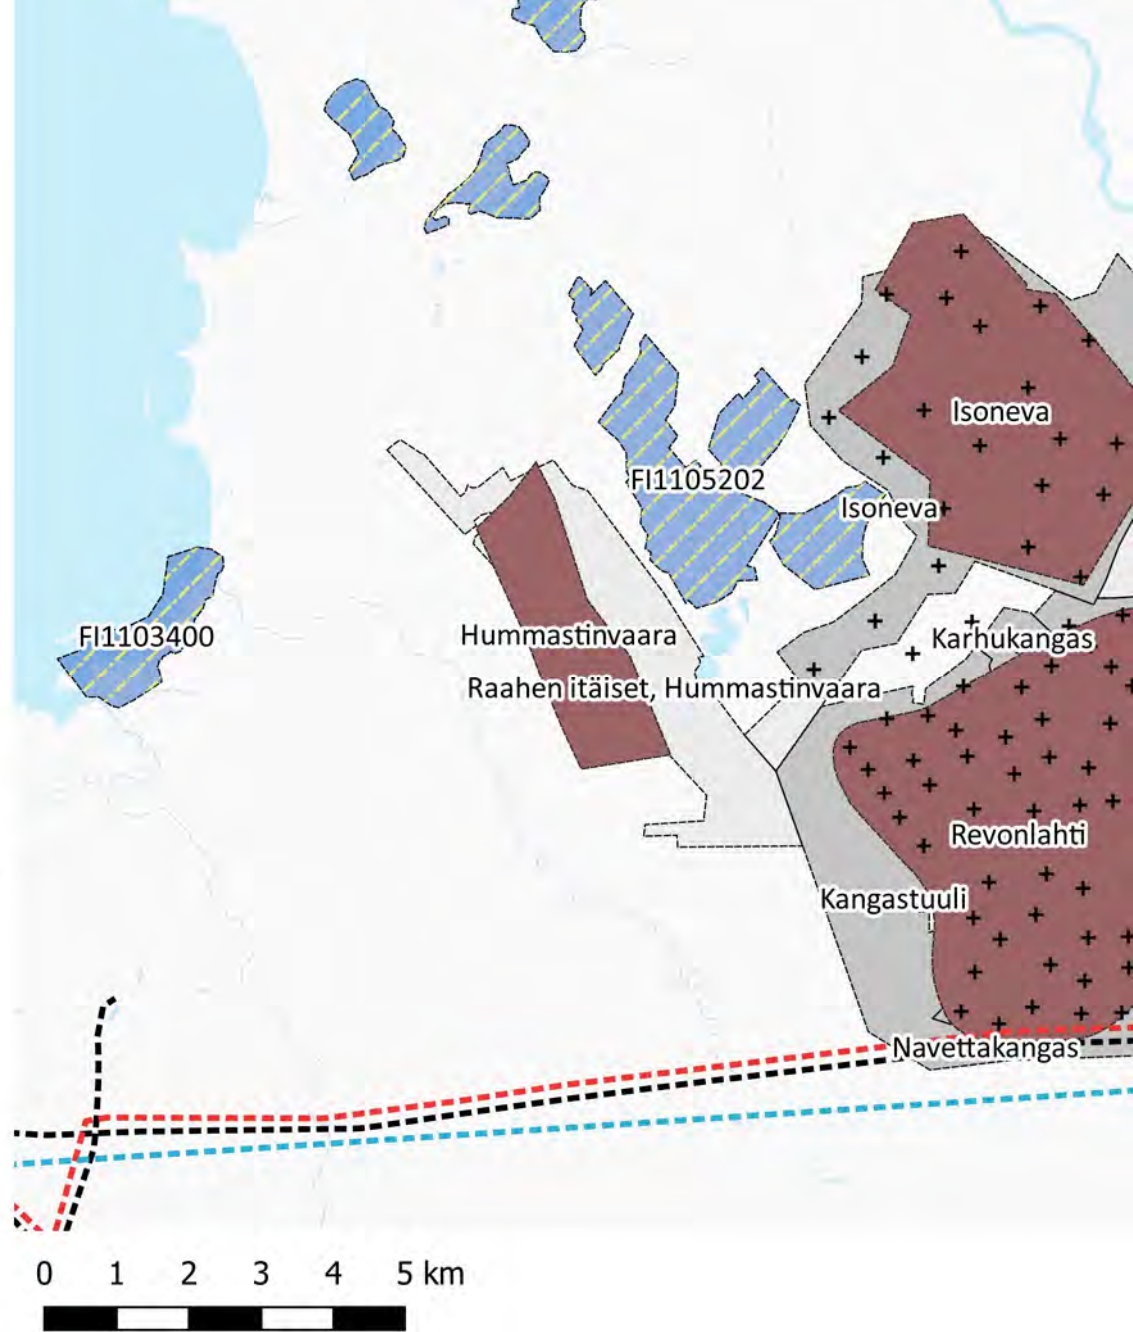 Isoneva
FI1105202
Isoneva
FI1103400
Hummastinvaara
Karhukangas
Raahen itäiset, Hummastinvaara
Revonlahti
Kangastuuli
Navettakangas
0 1 2 3 4 5 km